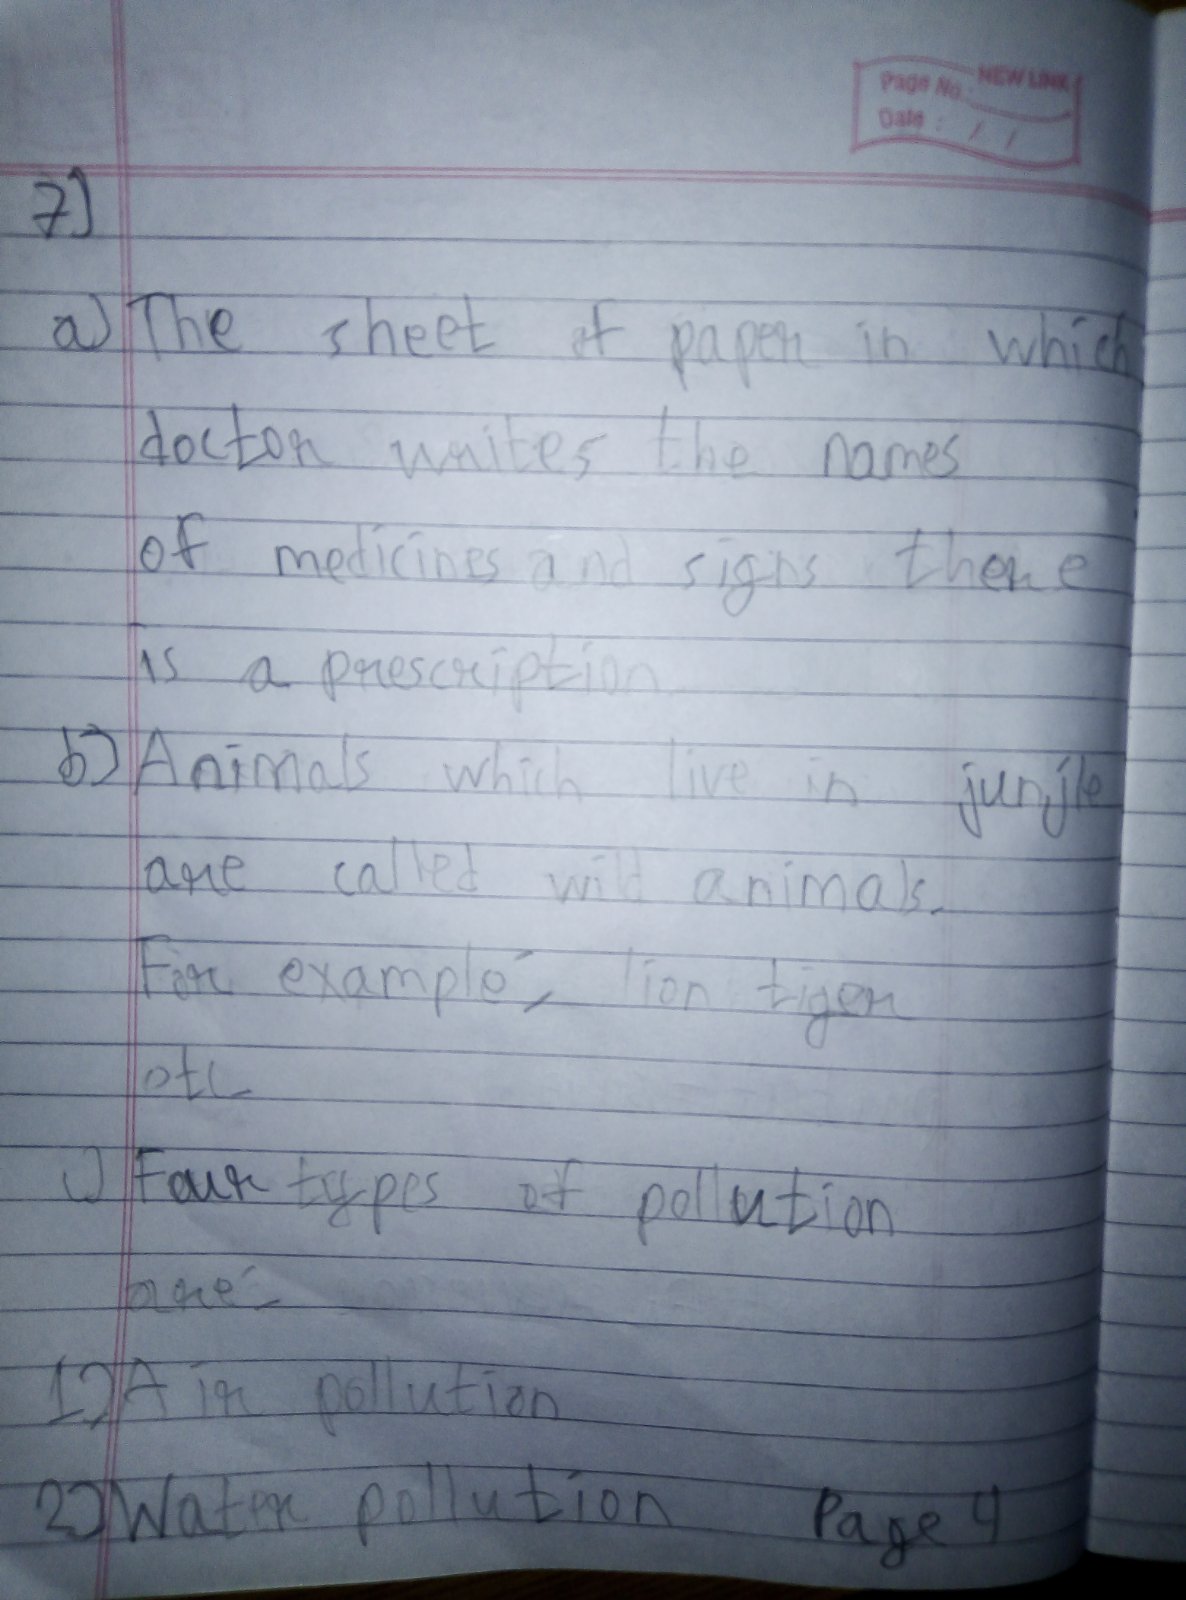 NEW LINK
Page No.:
Date : / /
7)
a) The sheet of paper in which
doctor writes the names
of medicines and signs there
is a prescription
b) Animals which live in junjle
are called wild animals.
For example:, lion tiger
otc
c) Four types of pollution
are:-
1) Air pollution
2) Water pollution Page 4